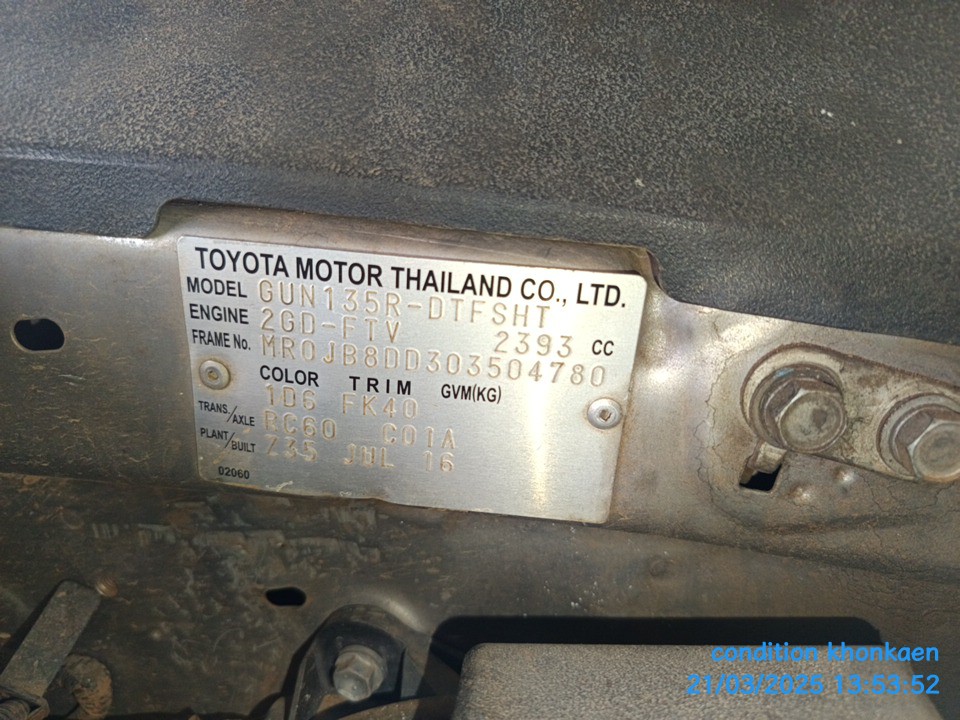 TOYOTA MOTOR THAILAND CO., LTD.
MODEL GUN135R-DTFSHT
ENGINE 2GD-FTV 2393 CC
FRAME No. MR0JB8DD303504780
COLOR TRIM GVM(KG)
1D6 FK40
TRANS./AXLE RC60 C01A
PLANT/BUILT /35 JUL 16
02060
condition khonkaen
21/03/2025 13:53:52